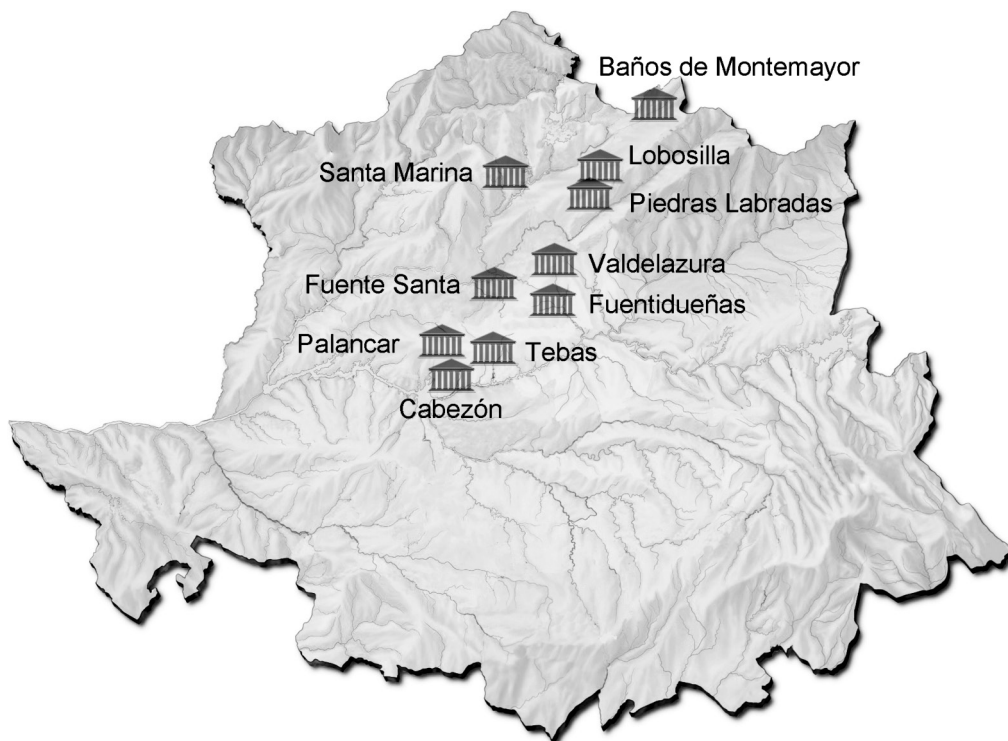 Baños de Montemayor
Lobosilla
Santa Marina
Piedras Labradas
Valdelazura
Fuente Santa
Fuentidueñas
Palancar
Tebas
Cabezón